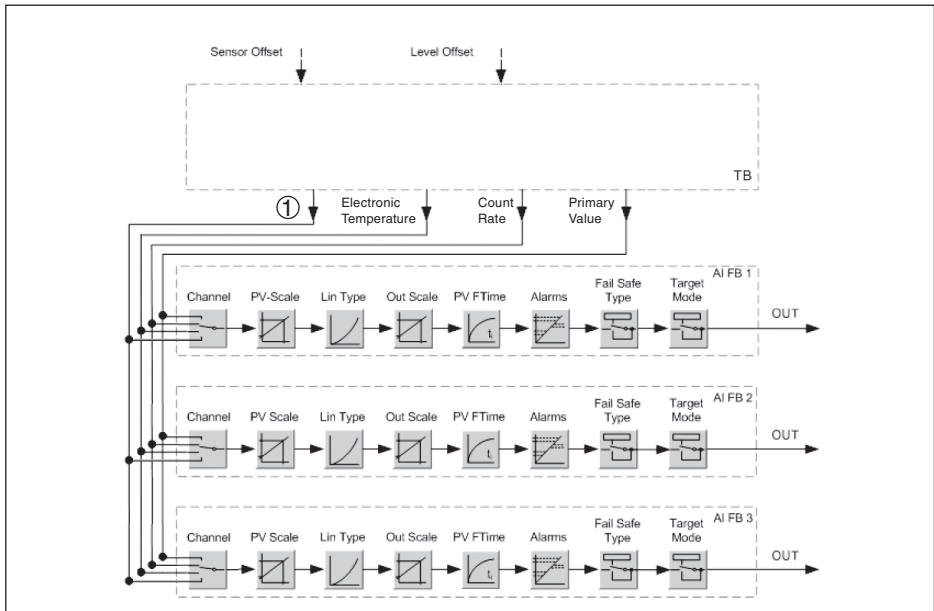 Sensor Offset
Level Offset
TB
①
Electronic
Temperature
Count
Rate
Primary
Value
AI FB 1
Channel
PV-Scale
Lin Type
Out Scale
PV FTime
Alarms
Fail Safe
Type
Target
Mode
OUT
AI FB 2
Channel
PV Scale
Lin Type
Out Scale
PV FTime
Alarms
Fail Safe
Type
Target
Mode
OUT
AI FB 3
Channel
PV Scale
Lin Type
Out Scale
PV FTime
Alarms
Fail Safe
Type
Target
Mode
OUT